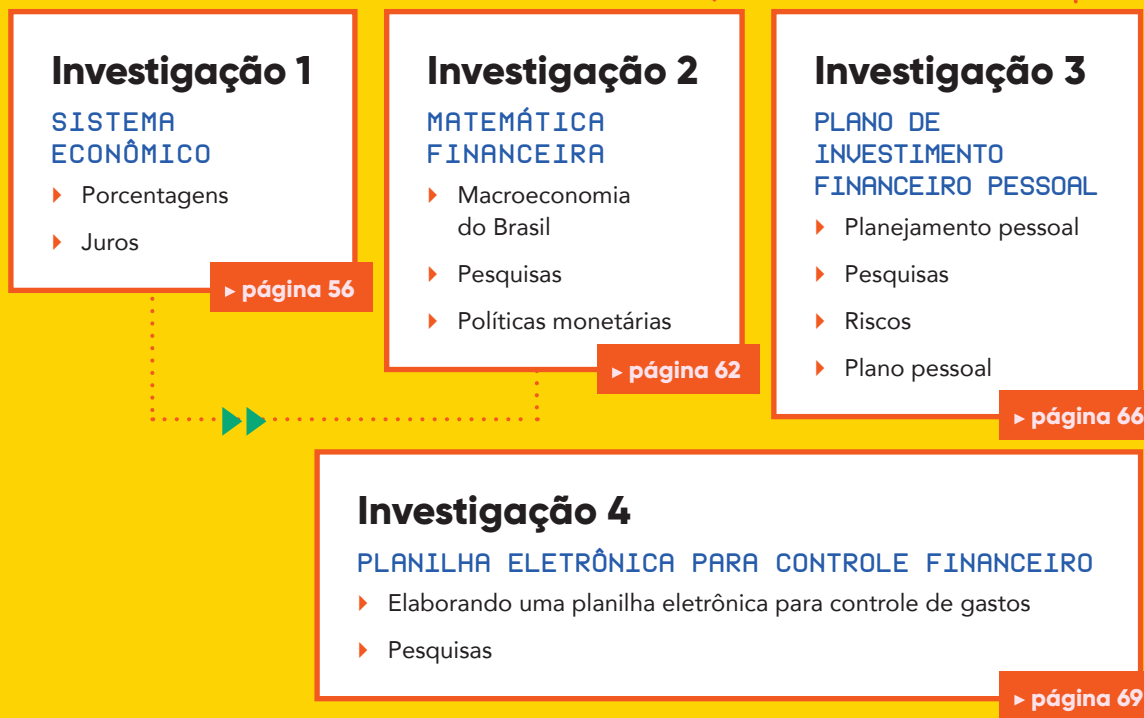 Investigação 1
SISTEMA
ECONÔMICO
Porcentagens
Juros
▸ página 56
Investigação 2
MATEMÁTICA
FINANCEIRA
Macroeconomia
do Brasil
Pesquisas
Políticas monetárias
▸ página 62
Investigação 3
PLANO DE
INVESTIMENTO
FINANCEIRO PESSOAL
Planejamento pessoal
Pesquisas
Riscos
Plano pessoal
▸ página 66
Investigação 4
PLANILHA ELETRÔNICA PARA CONTROLE FINANCEIRO
Elaborando uma planilha eletrônica para controle de gastos
Pesquisas
▸ página 69